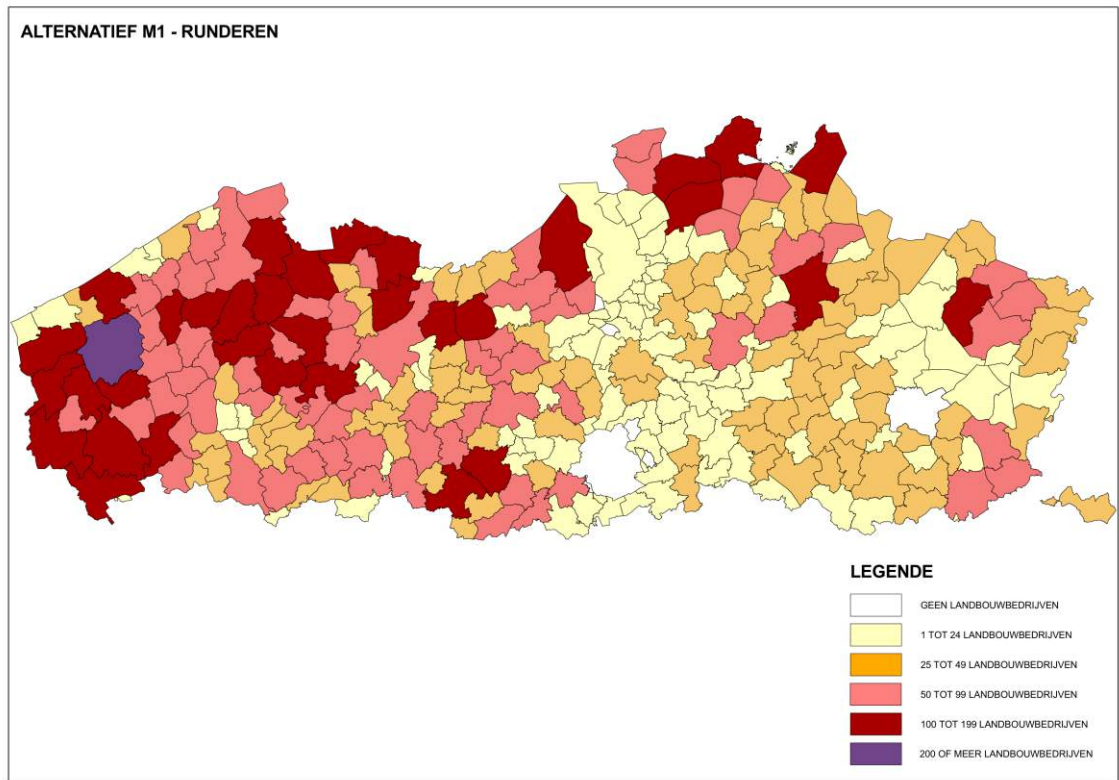 ALTERNATIEF M1 - RUNDEREN
LEGENDE
GEEN LANDBOUWBEDRIJVEN
1 TOT 24 LANDBOUWBEDRIJVEN
25 TOT 49 LANDBOUWBEDRIJVEN
50 TOT 99 LANDBOUWBEDRIJVEN
100 TOT 199 LANDBOUWBEDRIJVEN
200 OF MEER LANDBOUWBEDRIJVEN